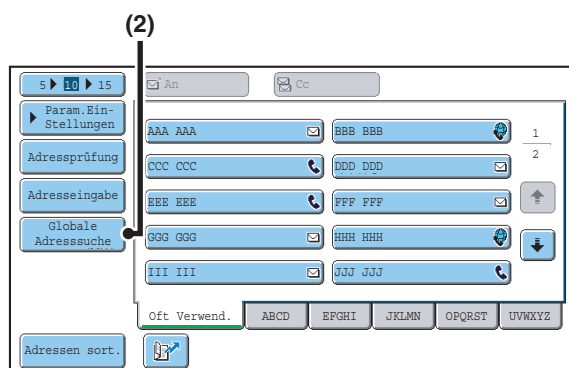 (2)
5 10 15
An
Cc
Param.Ein-
Stellungen
Adressprüfung
Adresseingabe
Globale
Adresssuche
AAA AAA
BBB BBB
CCC CCC
DDD DDD
EEE EEE
FFF FFF
GGG GGG
HHH HHH
III III
JJJ JJJ
1
2
Oft Verwend.
ABCD
EFGHI
JKLMN
OPQRST
UVWXYZ
Adressen sort.